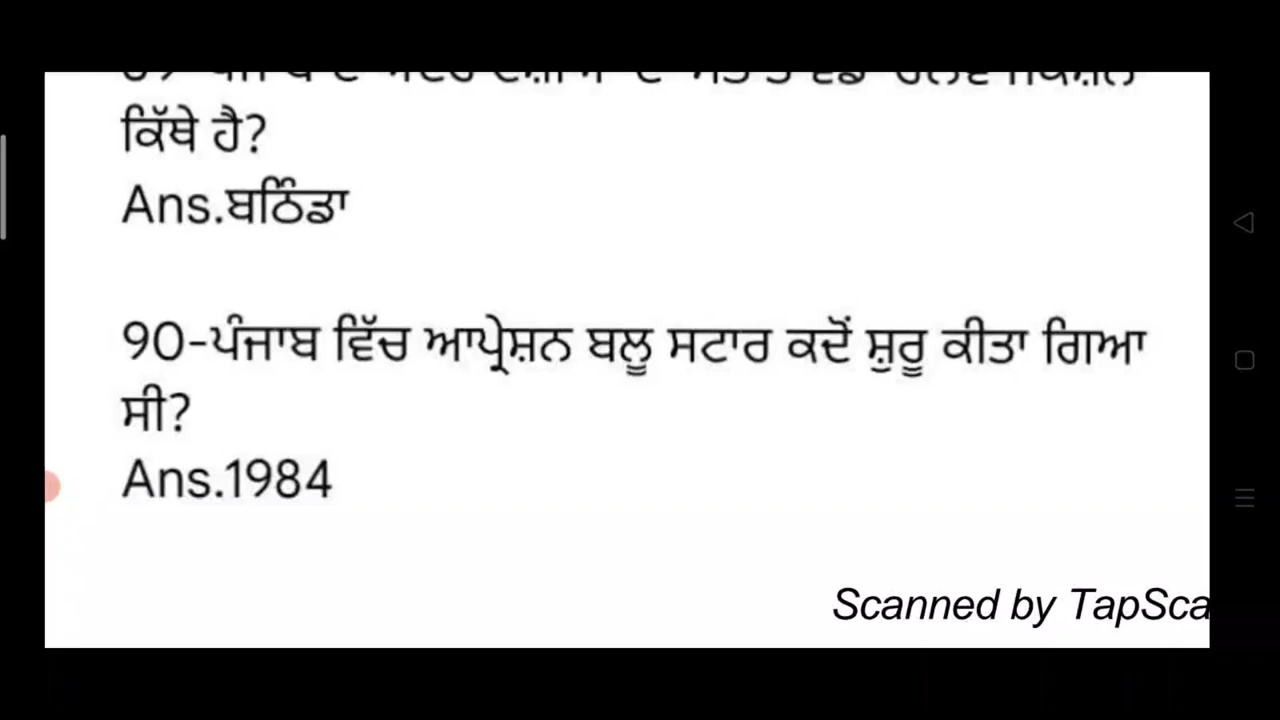 ਕਿੱਥੇ ਹੈ?
Ans.ਬਠਿੰਡਾ
90-ਪੰਜਾਬ ਵਿੱਚ ਆਪ੍ਰੇਸ਼ਨ ਬਲੂ ਸਟਾਰ ਕਦੋਂ ਸ਼ੁਰੂ ਕੀਤਾ ਗਿਆ
ਸੀ?
Ans.1984
Scanned by TapSca